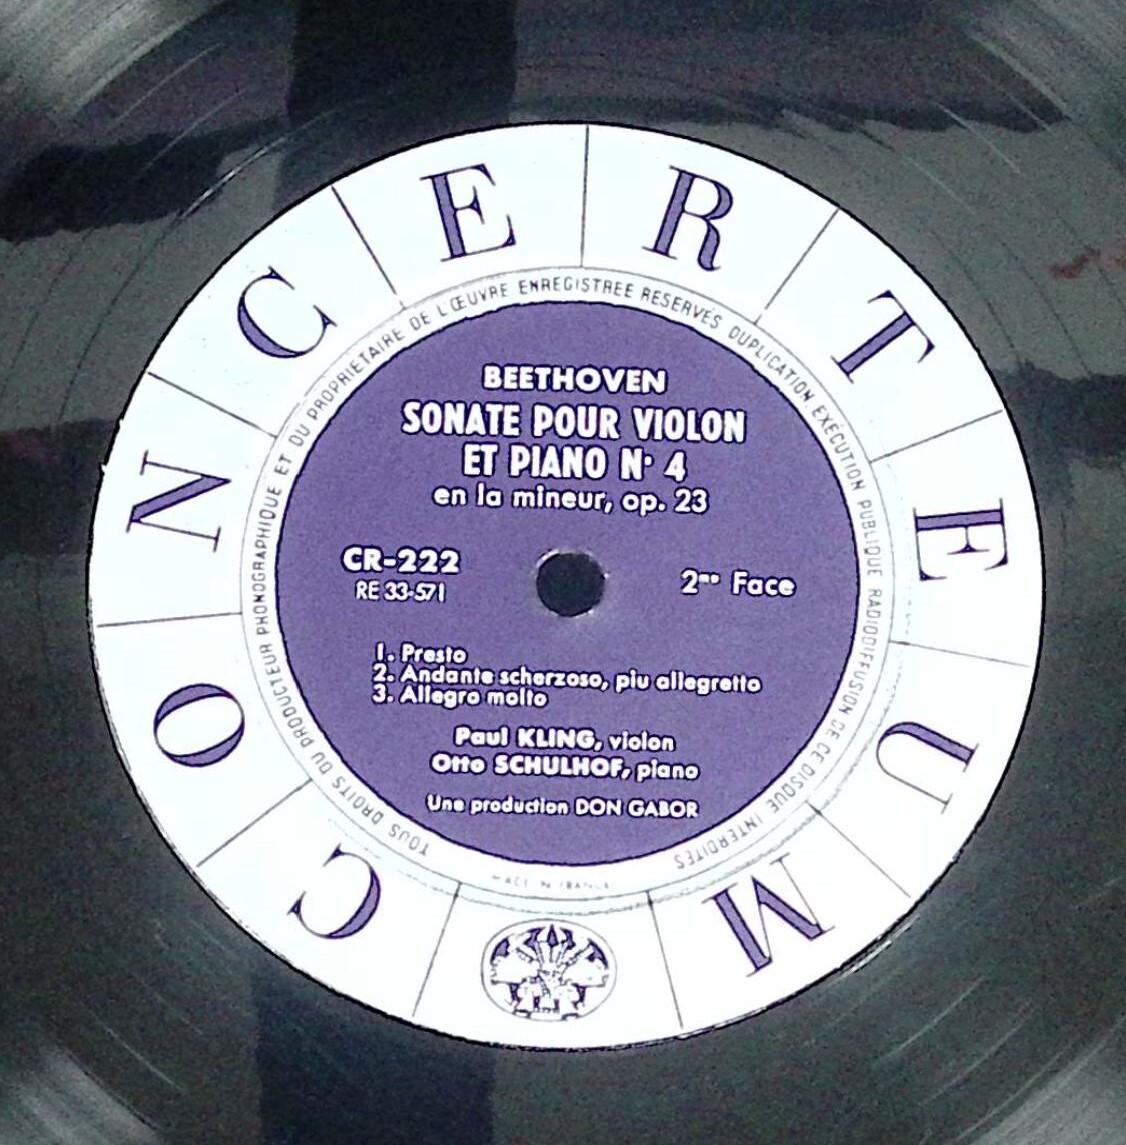 CONCERTEUM
TOUS DROITS DU PRODUCTEUR PHONOGRAPHIQUE ET DU PROPRIETAIRE DE L'ŒUVRE ENREGISTREE RESERVÉS DUPLICATION EXÉCUTION PUBLIQUE RADIODIFFUSION DE CE DISQUE INTERDITES
BEETHOVEN
SONATE POUR VIOLON
ET PIANO N° 4
en la mineur, op. 23
CR-222
RE 33-571
2me Face
1. Presto
2. Andante scherzoso, piu allegretto
3. Allegro molto
Paul KLING, violon
Otto SCHULHOF, piano
Une production DON GABOR
MADE IN FRANCE